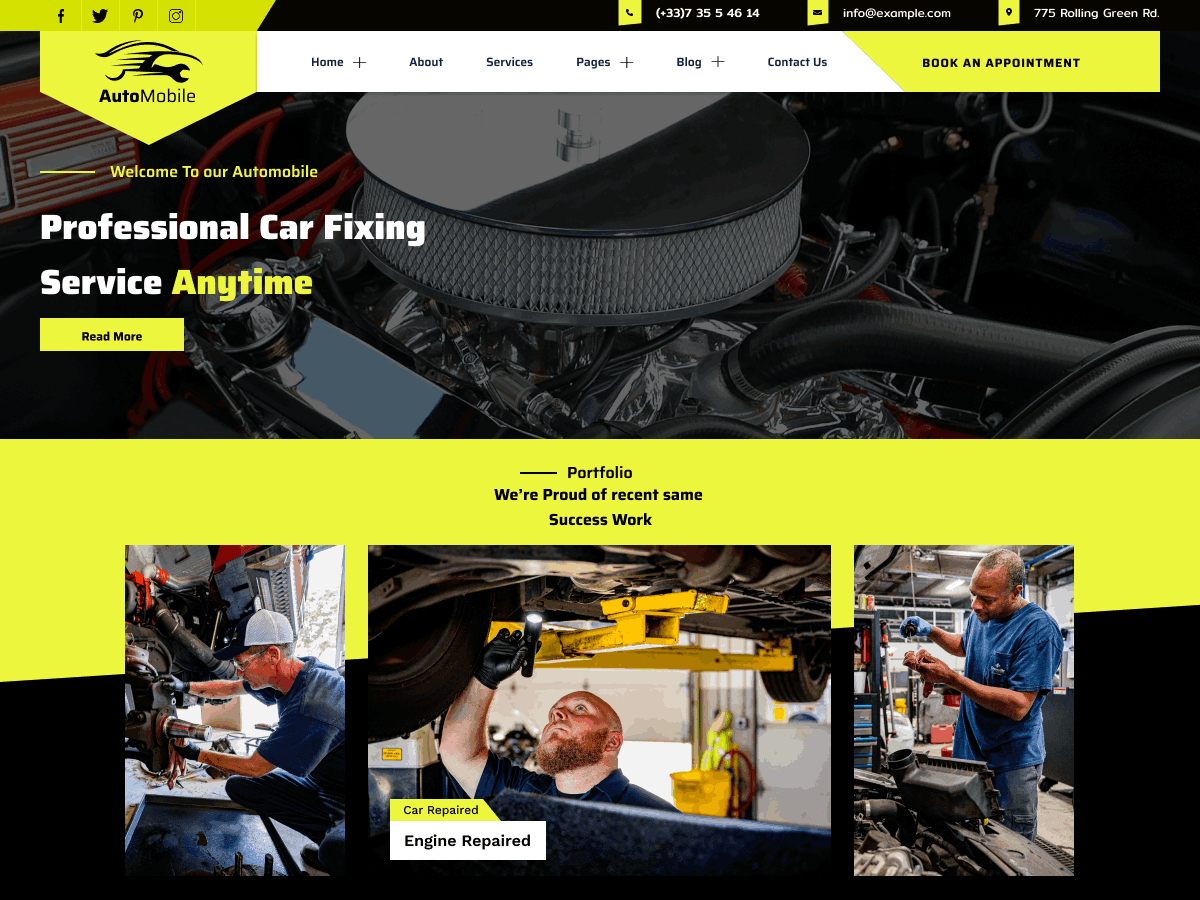 (+33)7 35 5 46 14
info@example.com
775 Rolling Green Rd.
AutoMobile
Home
About
Services
Pages
Blog
Contact Us
BOOK AN APPOINTMENT
Welcome To our Automobile
Professional Car Fixing
Service Anytime
Read More
Portfolio
We're Proud of recent same
Success Work
Car Repaired
Engine Repaired